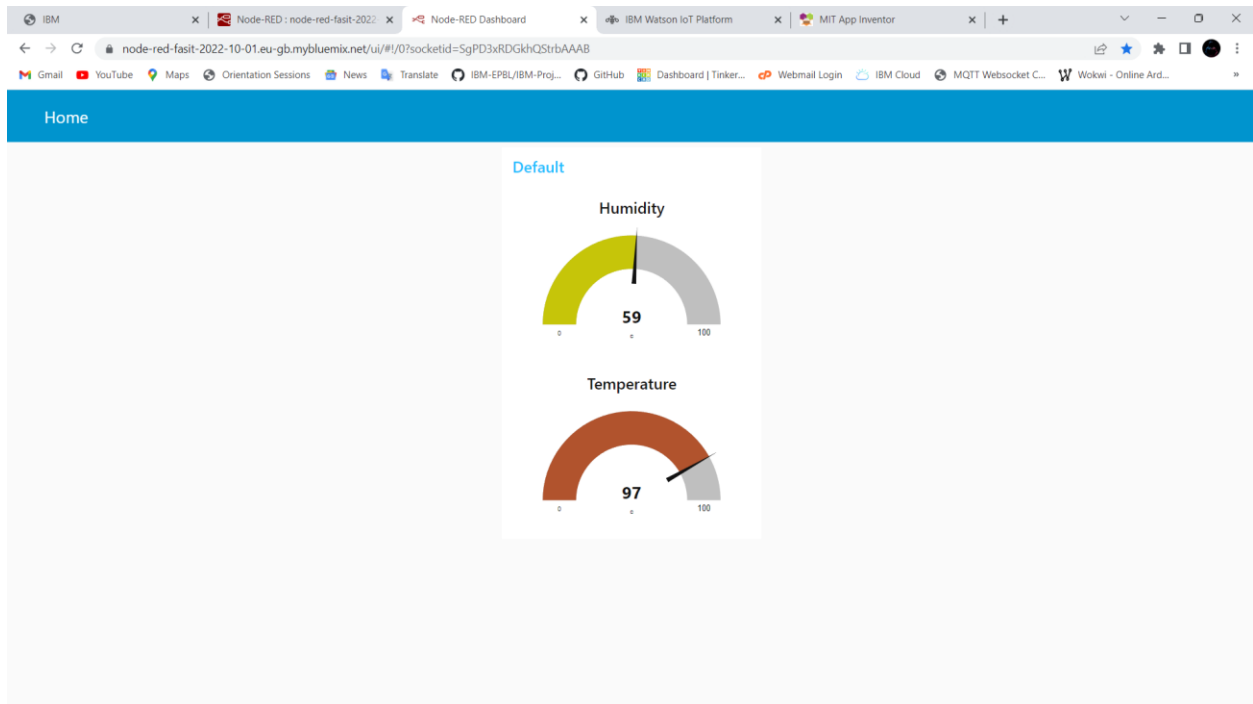 IBM
Node-RED : node-red-fasit-2022
Node-RED Dashboard
IBM Watson IoT Platform
MIT App Inventor
node-red-fasit-2022-10-01.eu-gb.mybluemix.net/ui/#!/0?socketid=SgPD3xRDGkhQStrbAAAB
Gmail
YouTube
Maps
Orientation Sessions
News
Translate
IBM-EPBL/IBM-Proj...
GitHub
Dashboard | Tinker...
Webmail Login
IBM Cloud
MQTT Websocket C...
Wokwi - Online Ard...
Home
Default
Humidity
59
0
100
Temperature
97
0
100